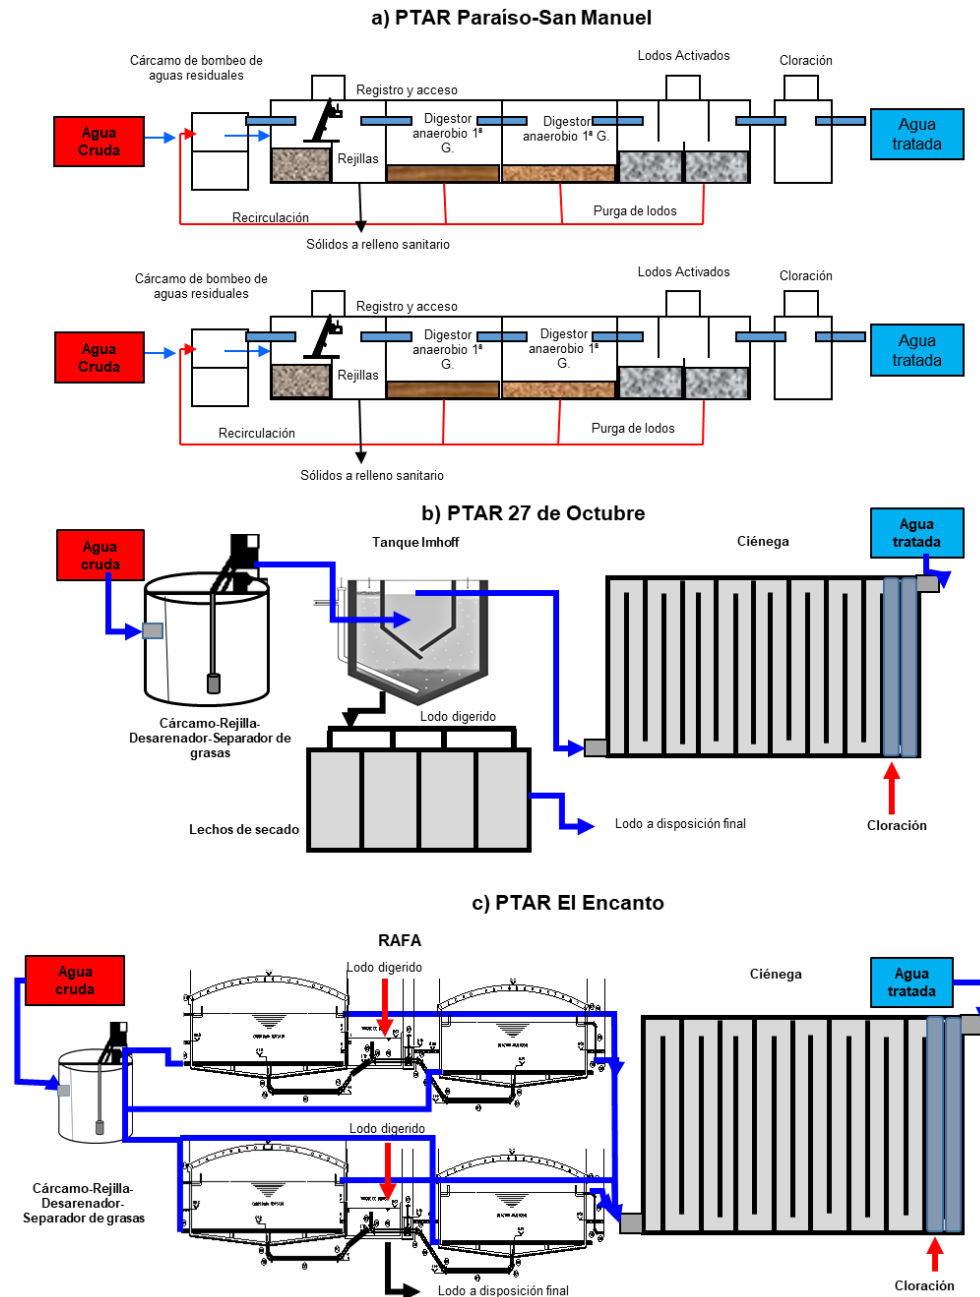 a) PTAR Paraíso-San Manuel
Cárcamo de bombeo de
aguas residuales
Lodos Activados
Cloración
Registro y acceso
Agua
Cruda
Digestor
anaerobio 1ª
G.
Digestor
anaerobio 1ª G.
Agua
tratada
Rejillas
Recirculación
Purga de lodos
Sólidos a relleno sanitario
Cárcamo de bombeo de
aguas residuales
Lodos Activados
Cloración
Registro y acceso
Agua
Cruda
Digestor
anaerobio 1ª
G.
Digestor
anaerobio 1ª
G.
Agua
tratada
Rejillas
Recirculación
Purga de lodos
Sólidos a relleno sanitario
b) PTAR 27 de Octubre
Agua
cruda
Tanque Imhoff
Ciénega
Agua
tratada
Cárcamo-Rejilla-
Desarenador-Separador de
grasas
Lodo digerido
Lechos de secado
Lodo a disposición final
Cloración
c) PTAR El Encanto
RAFA
Agua
cruda
Lodo digerido
Ciénega
Agua
tratada
Lodo digerido
Cárcamo-Rejilla-
Desarenador-
Separador de grasas
Lodo a disposición final
Cloración